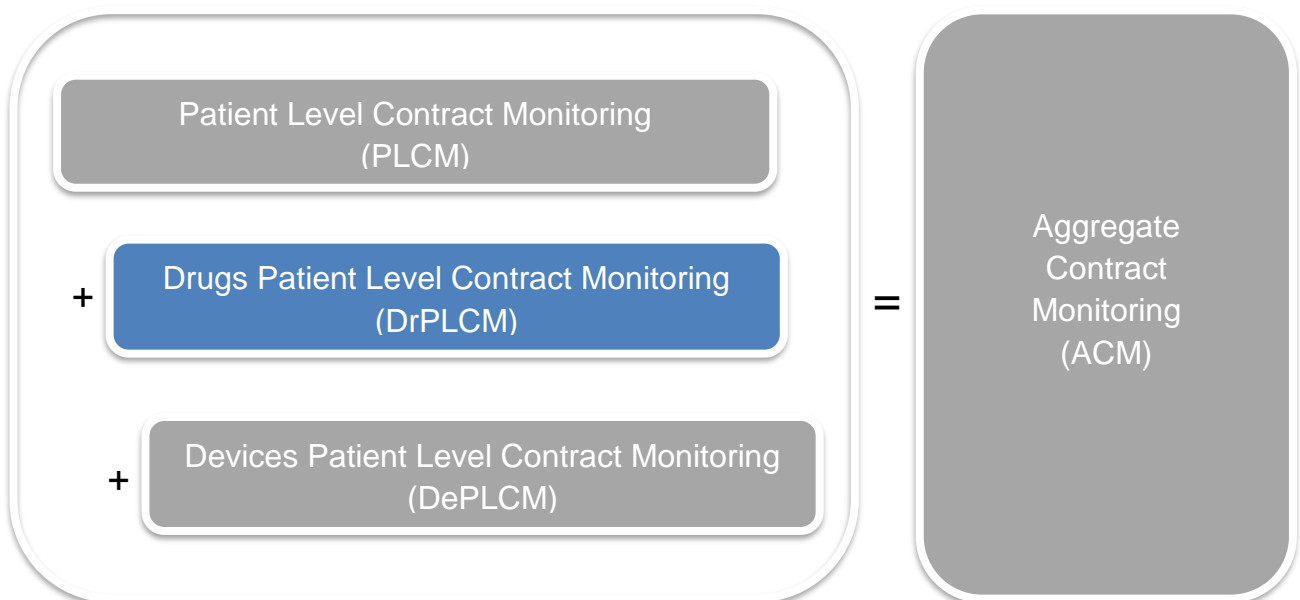 Patient Level Contract Monitoring
(PLCM)
+
Drugs Patient Level Contract Monitoring
(DrPLCM)
+
Devices Patient Level Contract Monitoring
(DePLCM)
=
Aggregate
Contract
Monitoring
(ACM)